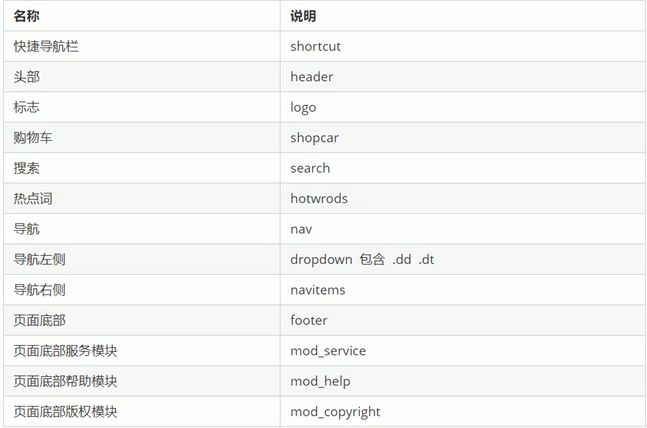 名称 说明
快捷导航栏 shortcut
头部 header
标志 logo
购物车 shopcar
搜索 search
热点词 hotwrods
导航 nav
导航左侧 dropdown 包含 .dd .dt
导航右侧 navitems
页面底部 footer
页面底部服务模块 mod_service
页面底部帮助模块 mod_help
页面底部版权模块 mod_copyright